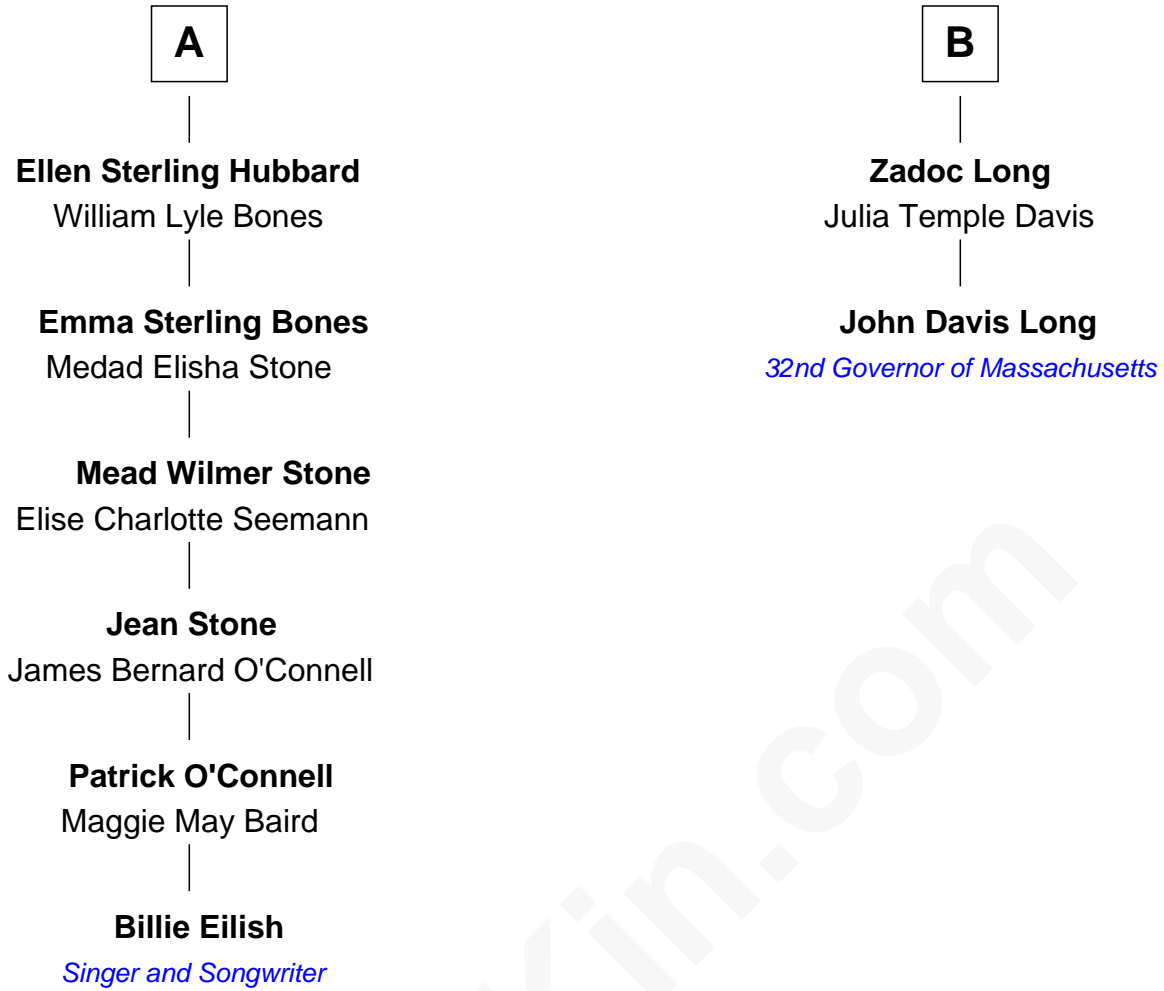 A
Ellen Sterling Hubbard
William Lyle Bones
Emma Sterling Bones
Medad Elisha Stone
Mead Wilmer Stone
Elise Charlotte Seemann
Jean Stone
James Bernard O'Connell
Patrick O'Connell
Maggie May Baird
Billie Eilish
Singer and Songwriter
B
Zadoc Long
Julia Temple Davis
John Davis Long
32nd Governor of Massachusetts
kin.com